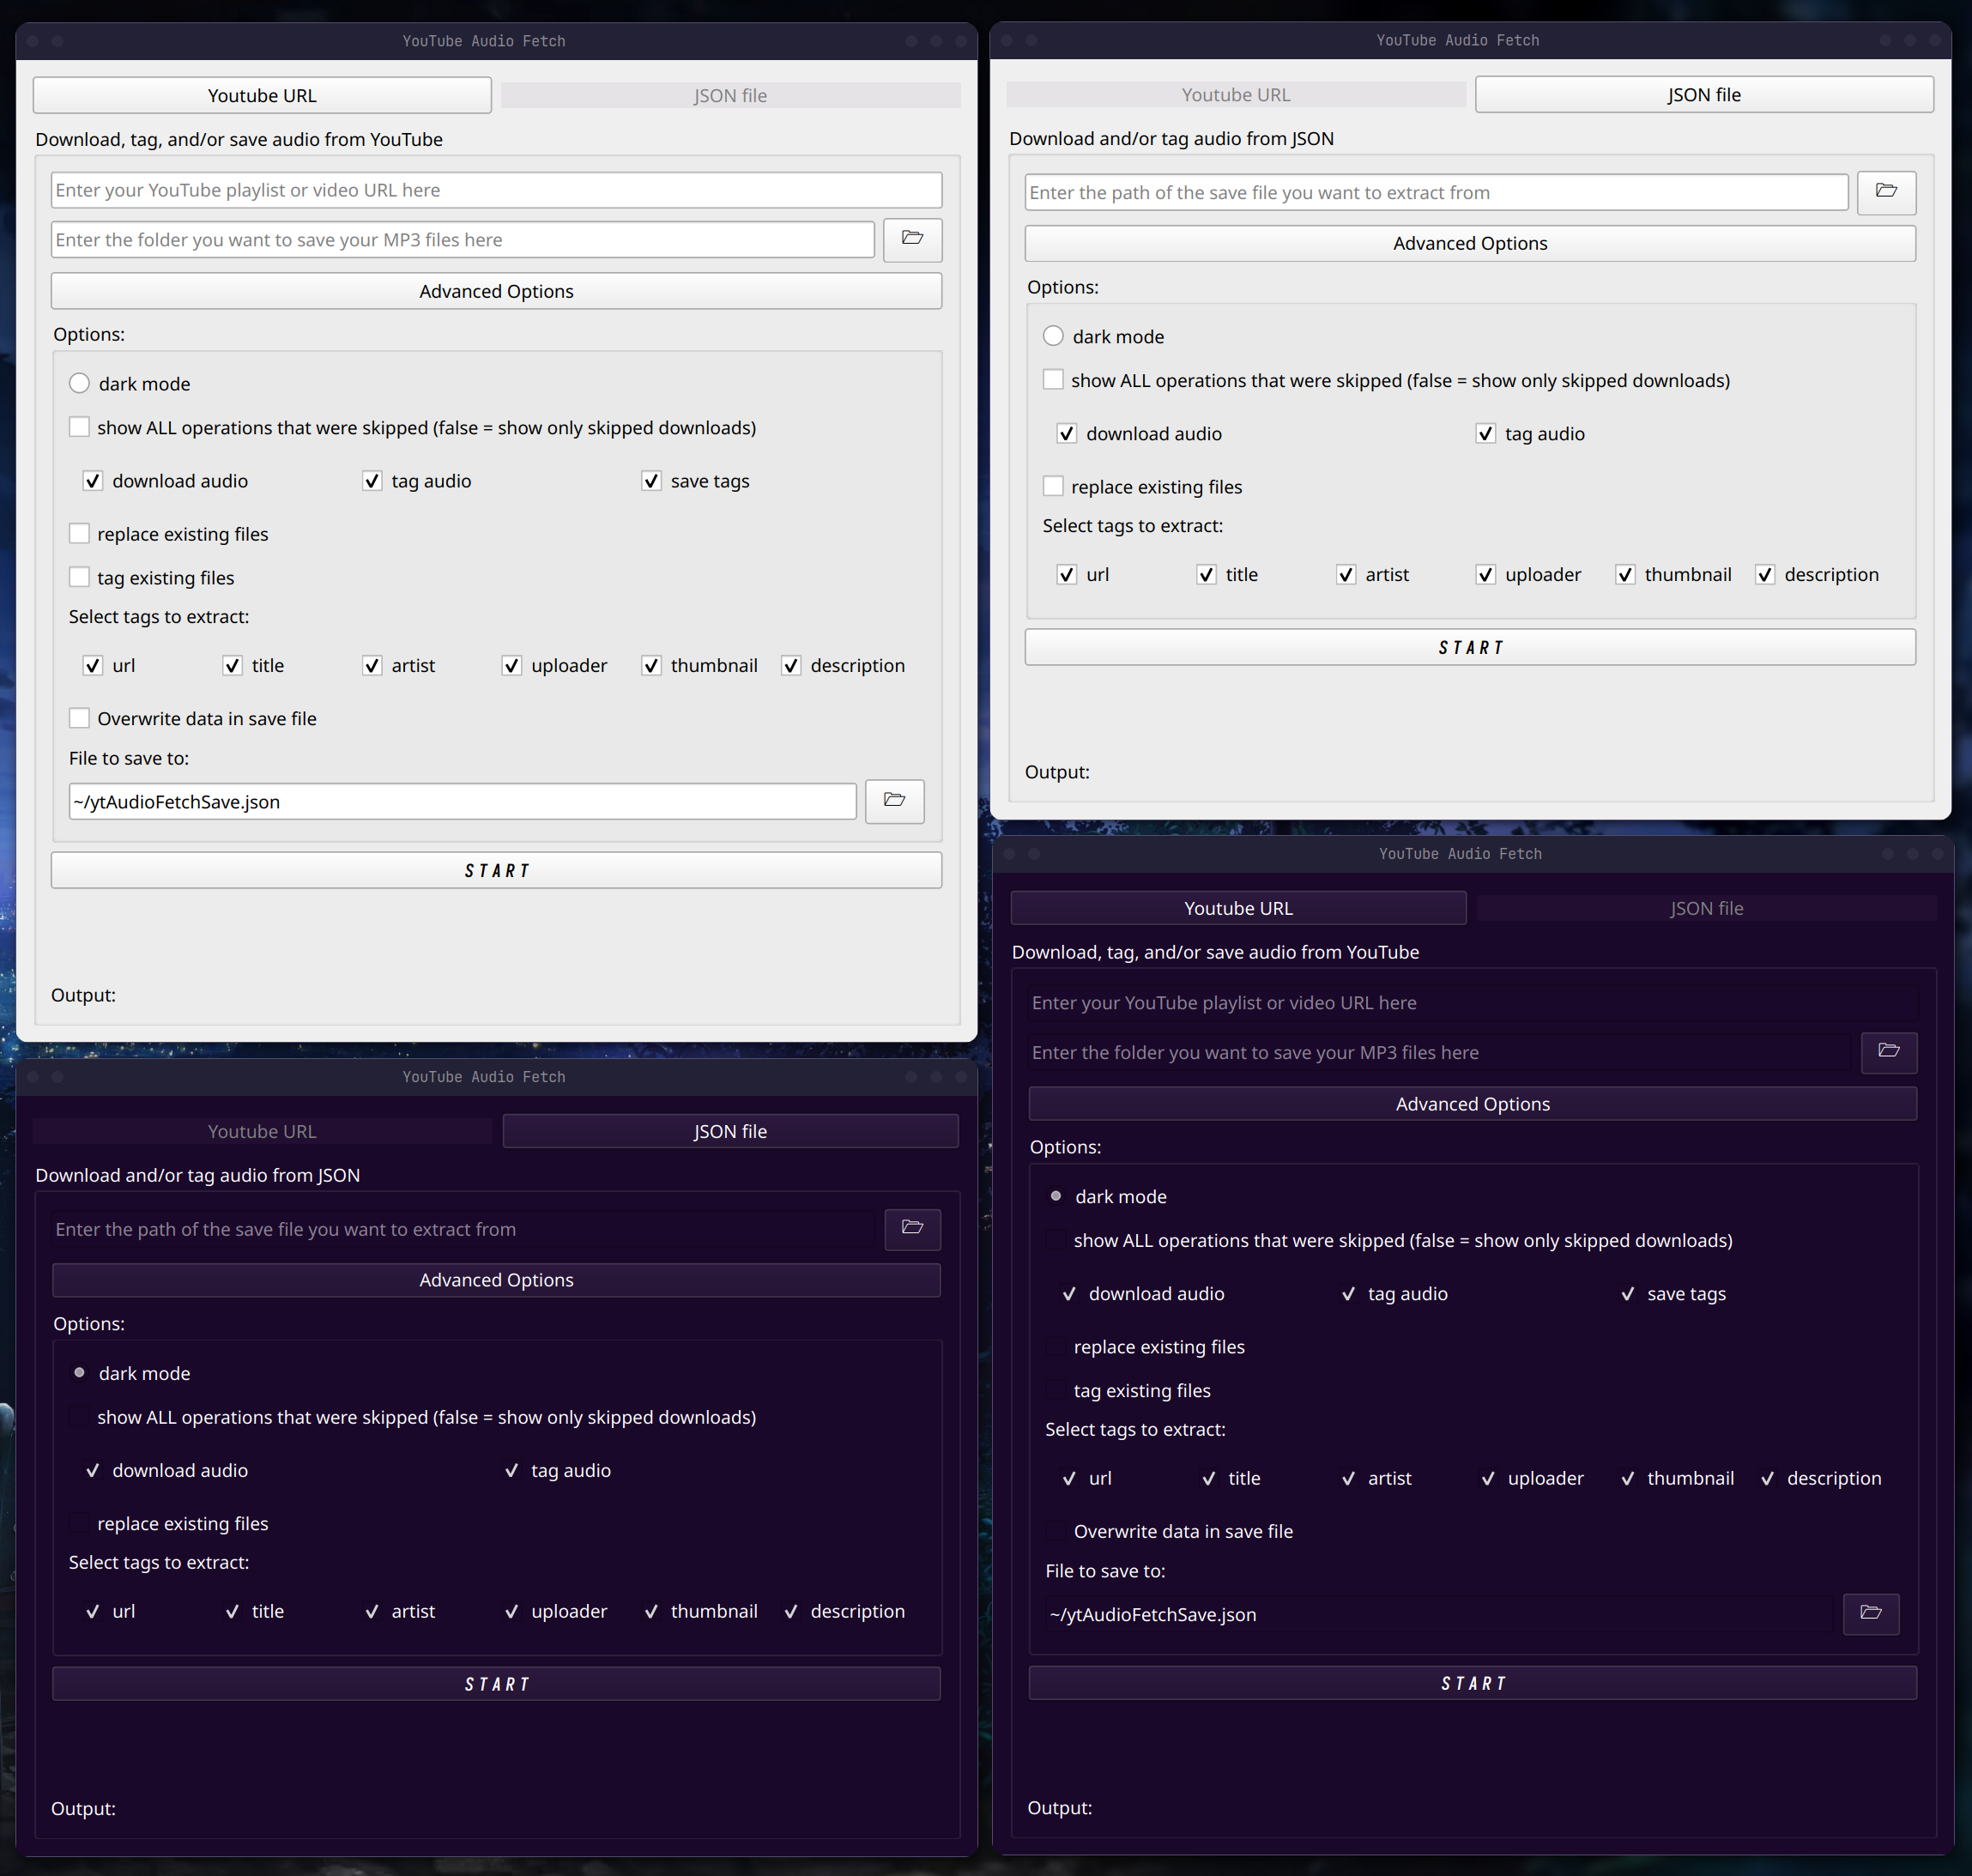 YouTube Audio Fetch
Youtube URL JSON file
Download, tag, and/or save audio from YouTube
Enter your YouTube playlist or video URL here
Enter the folder you want to save your MP3 files here
Advanced Options
Options:
dark mode
show ALL operations that were skipped (false = show only skipped downloads)
download audio tag audio save tags
replace existing files
tag existing files
Select tags to extract:
url title artist uploader thumbnail description
Overwrite data in save file
File to save to:
~/ytAudioFetchSave.json
START
Output:
YouTube Audio Fetch
Youtube URL JSON file
Download and/or tag audio from JSON
Enter the path of the save file you want to extract from
Advanced Options
Options:
dark mode
show ALL operations that were skipped (false = show only skipped downloads)
download audio tag audio
replace existing files
Select tags to extract:
url title artist uploader thumbnail description
START
Output:
YouTube Audio Fetch
Youtube URL JSON file
Download and/or tag audio from JSON
Enter the path of the save file you want to extract from
Advanced Options
Options:
dark mode
show ALL operations that were skipped (false = show only skipped downloads)
download audio tag audio
replace existing files
Select tags to extract:
url title artist uploader thumbnail description
START
Output:
YouTube Audio Fetch
Youtube URL JSON file
Download, tag, and/or save audio from YouTube
Enter your YouTube playlist or video URL here
Enter the folder you want to save your MP3 files here
Advanced Options
Options:
dark mode
show ALL operations that were skipped (false = show only skipped downloads)
download audio tag audio save tags
replace existing files
tag existing files
Select tags to extract:
url title artist uploader thumbnail description
Overwrite data in save file
File to save to:
~/ytAudioFetchSave.json
START
Output: